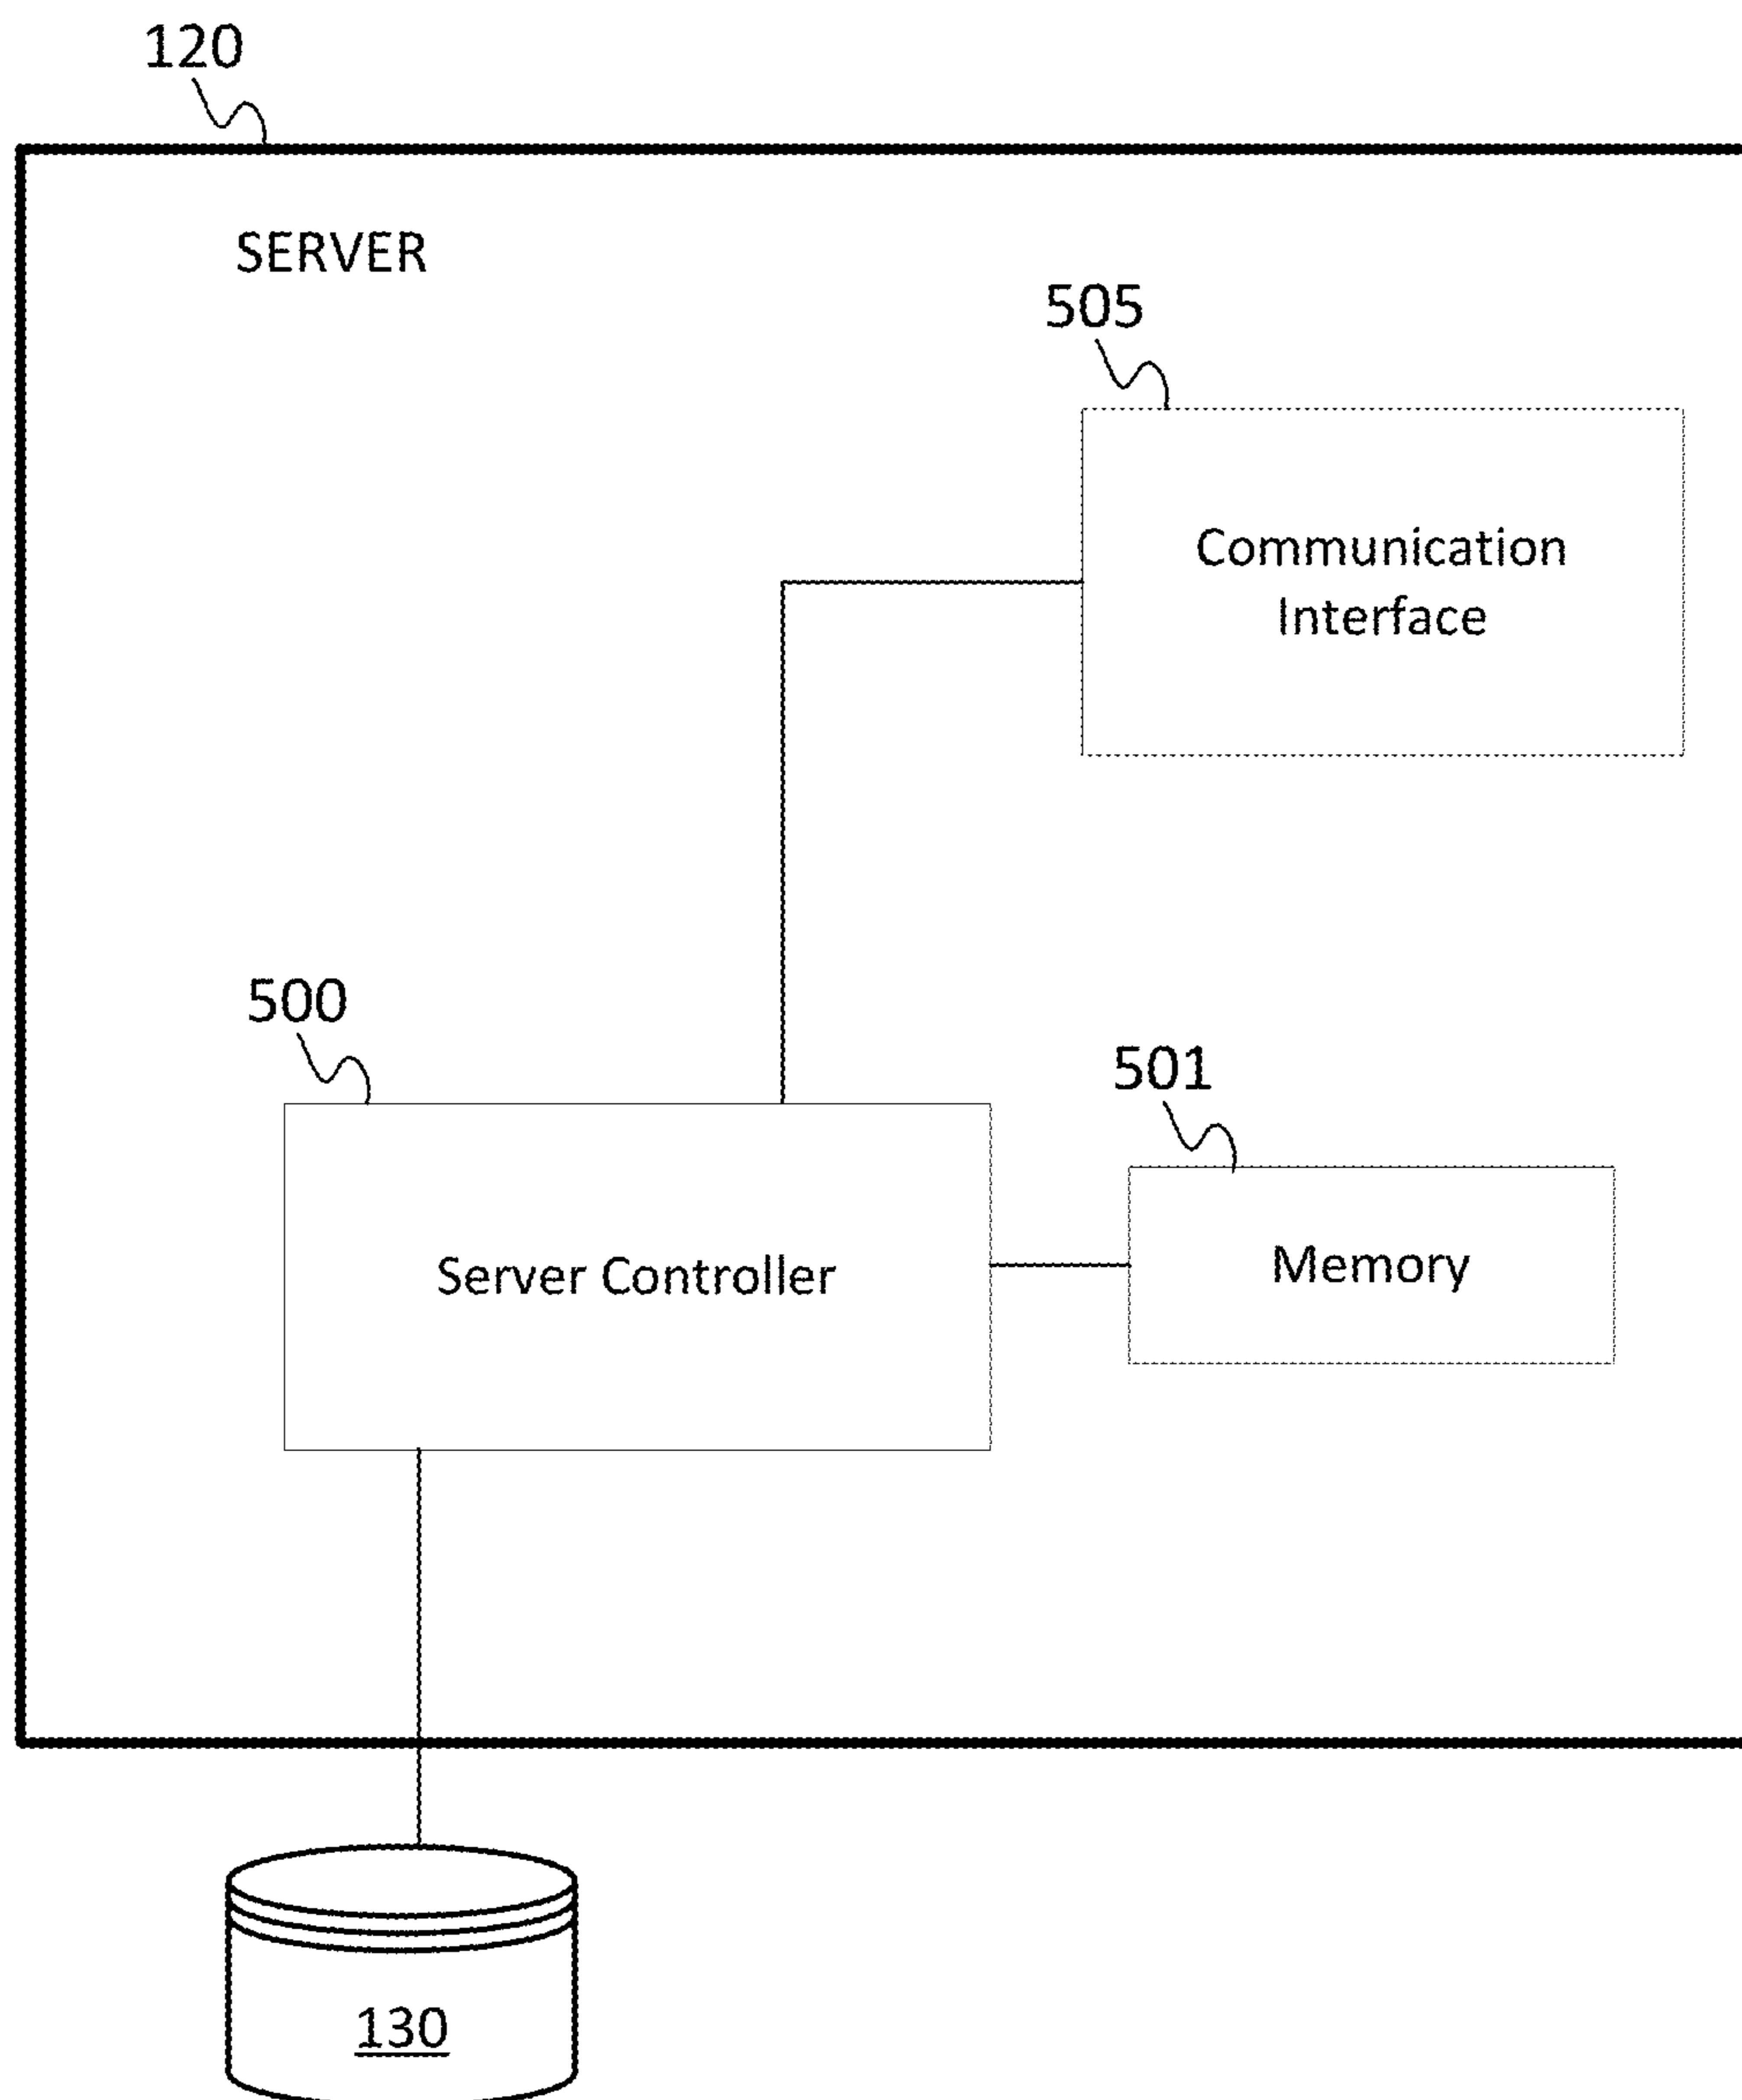 120
SERVER
505
Communication
Interface
500
501
Server Controller
Memory
130